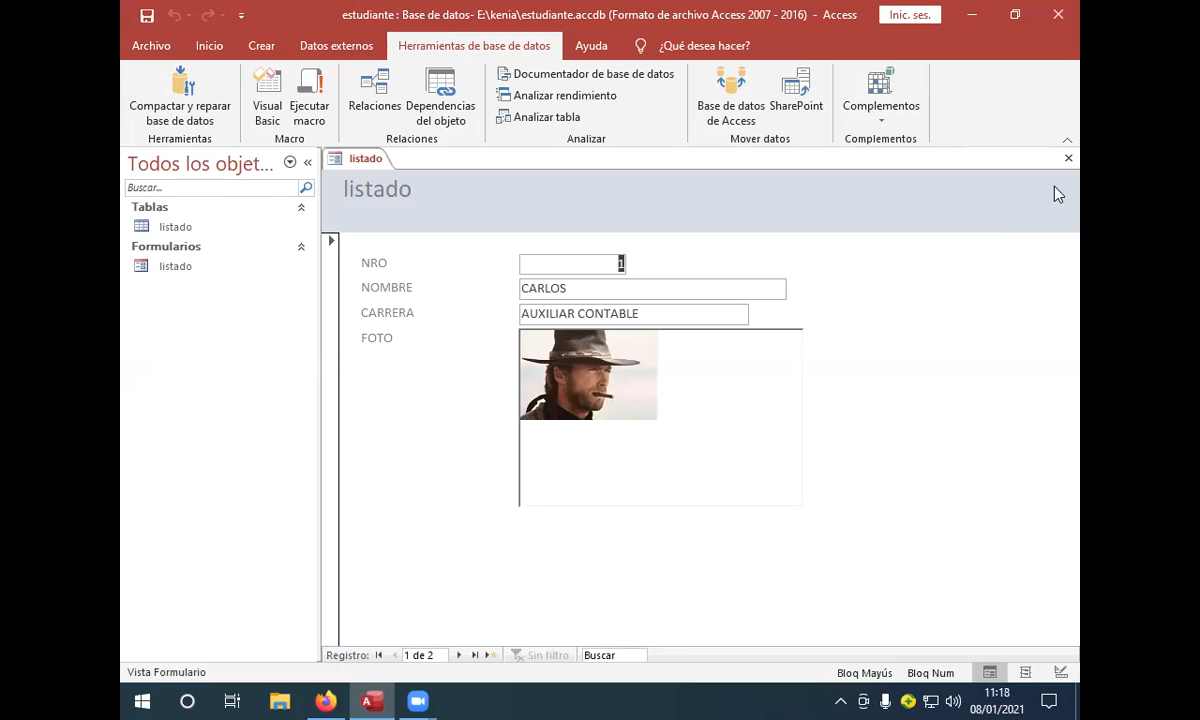 estudiante : Base de datos- E:\kenia\estudiante.accdb (Formato de archivo Access 2007 - 2016) - Access
Inic. ses.
Archivo Inicio Crear Datos externos Herramientas de base de datos Ayuda ¿Qué desea hacer?
Compactar y reparar base de datos
Herramientas
Visual Basic
Ejecutar macro
Macro
Relaciones
Dependencias del objeto
Relaciones
Documentador de base de datos
Analizar rendimiento
Analizar tabla
Analizar
Base de datos de Access
SharePoint
Mover datos
Complementos
Complementos
Todos los objet...
Buscar...
Tablas
listado
Formularios
listado
listado
listado
NRO 1
NOMBRE CARLOS
CARRERA AUXILIAR CONTABLE
FOTO
Registro: 1 de 2 Sin filtro Buscar
Vista Formulario
Bloq Mayús Bloq Num
11:18
08/01/2021